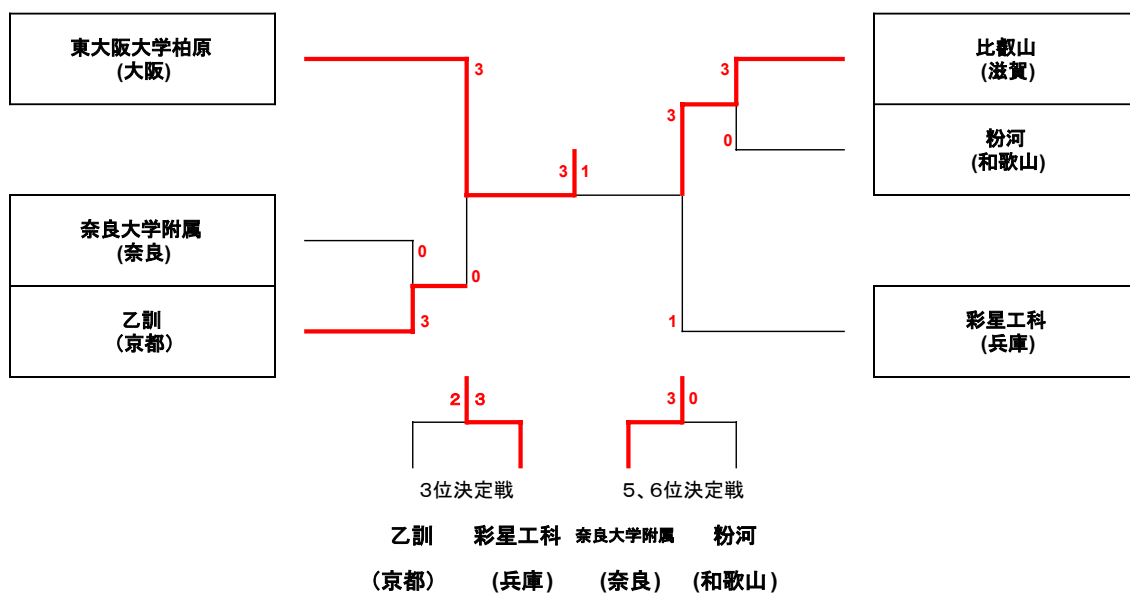 東大阪大学柏原
(大阪)
比叡山
(滋賀)
3
3
3
粉河
(和歌山)
0
3 1
奈良大学附属
(奈良)
0
0
乙訓
（京都）
3
1
彩星工科
(兵庫)
2 3
3 0
3位決定戦
５、６位決定戦
乙訓 彩星工科 奈良大学附属 粉河
（京都） (兵庫) (奈良) (和歌山)